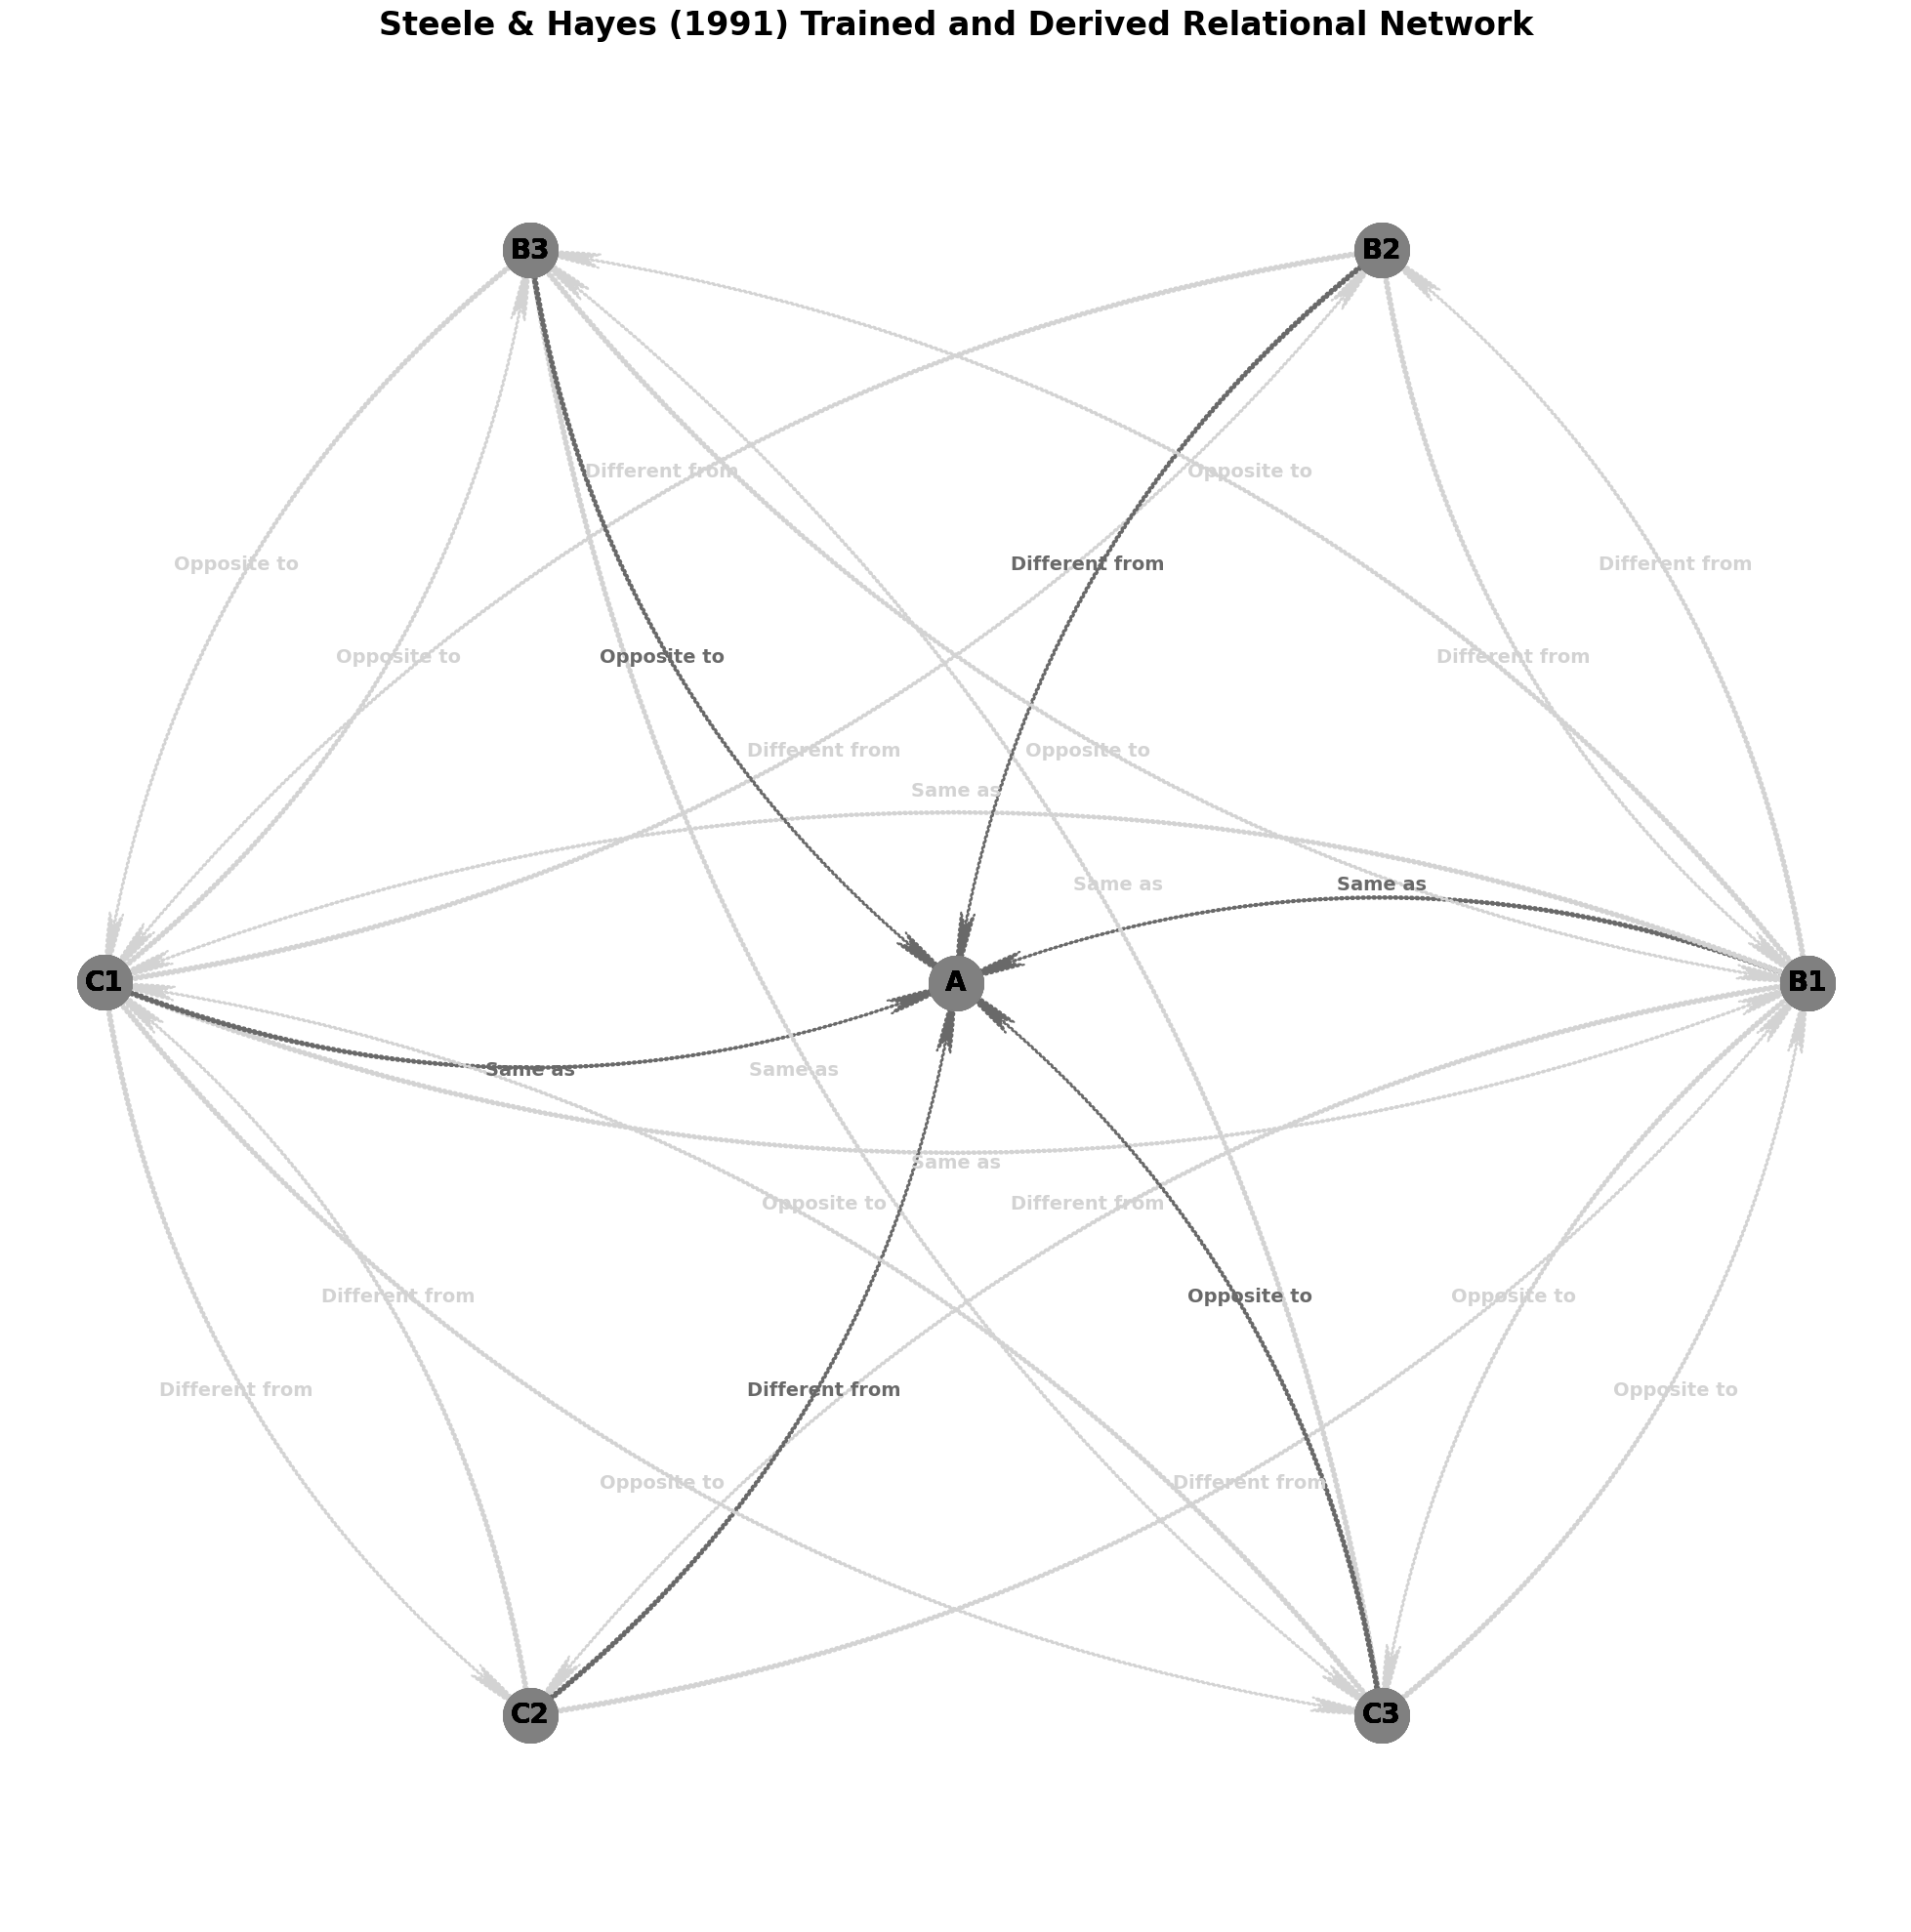 Steele & Hayes (1991) Trained and Derived Relational Network
B3
B2
Different from
Opposite to
Opposite to
Different from
Different from
Opposite to
Opposite to
Different from
Different from
Opposite to
Same as
Same as
Same as
C1
A
B1
Same as
Same as
Same as
Opposite to
Different from
Different from
Opposite to
Opposite to
Different from
Different from
Opposite to
Opposite to
Different from
C2
C3